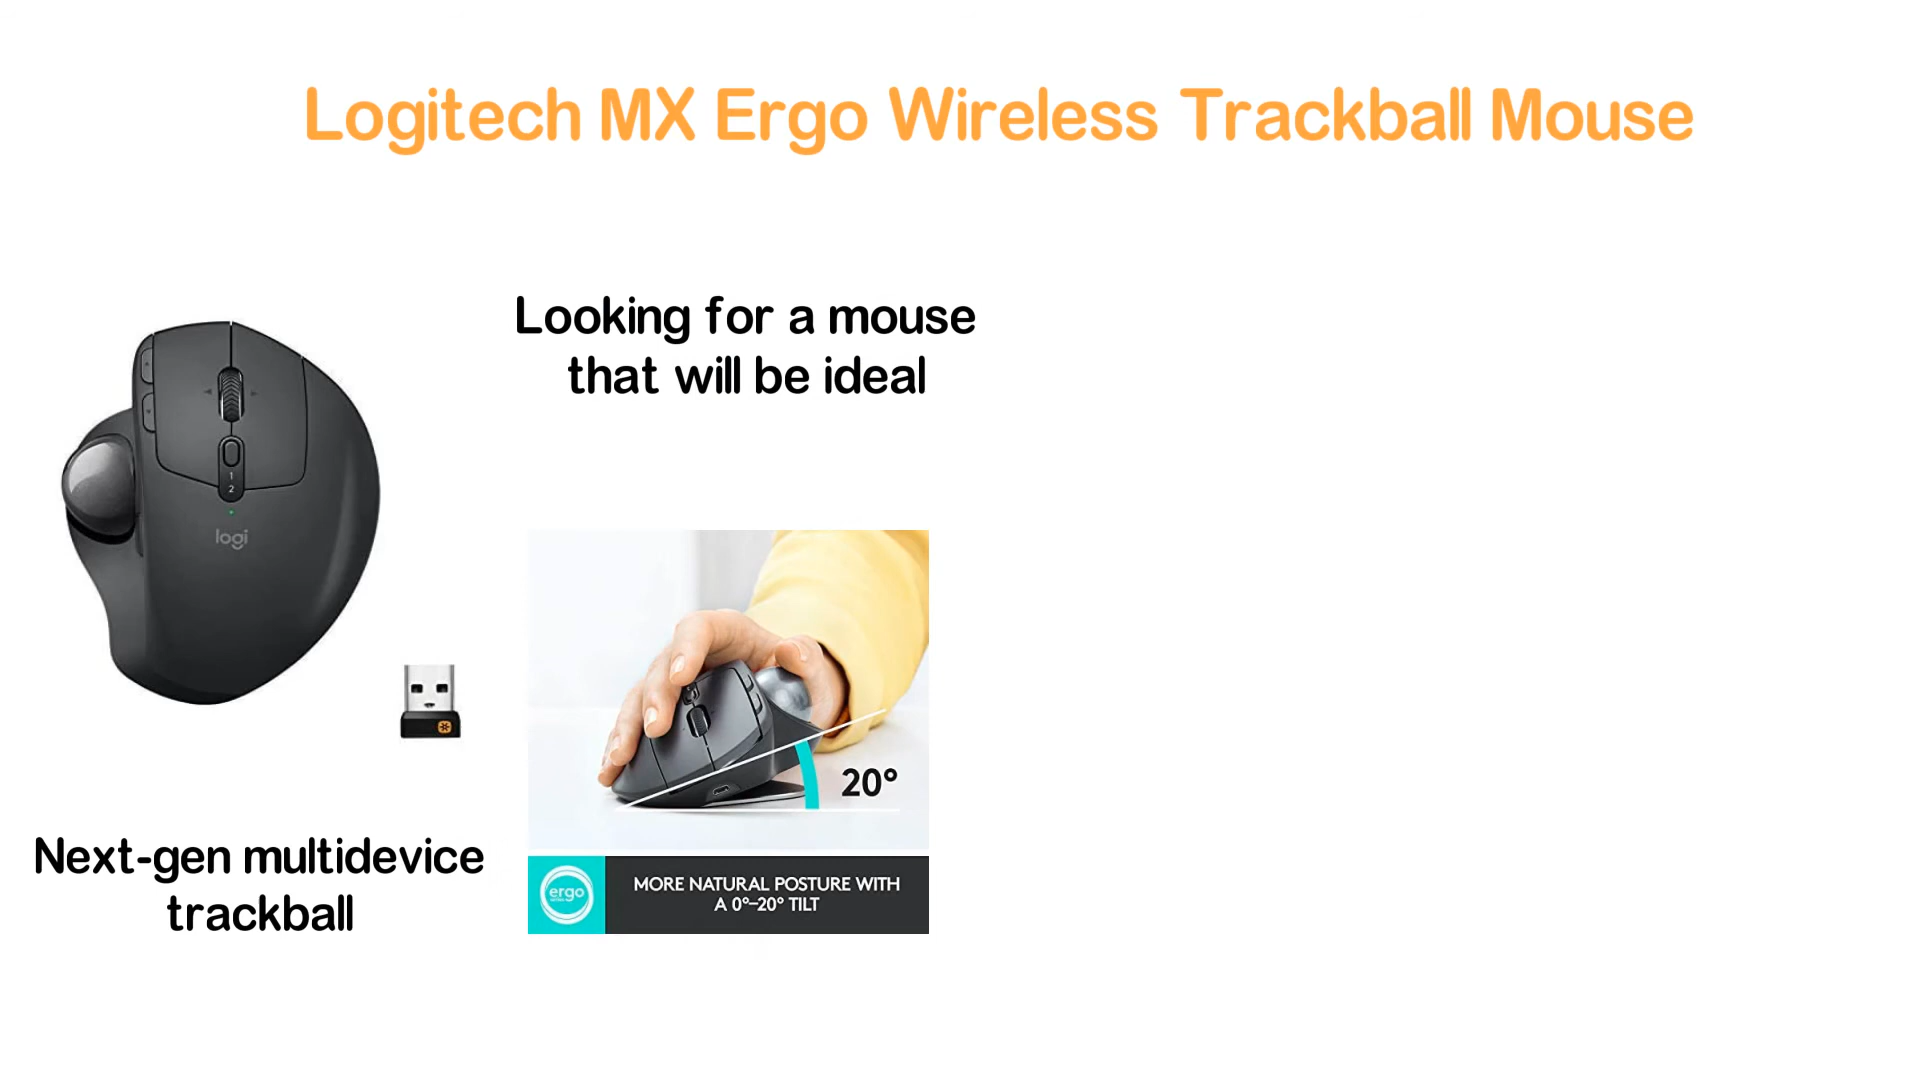 Logitech MX Ergo Wireless Trackball Mouse
Looking for a mouse
that will be ideal
1
2
logi
20°
ergo
MORE NATURAL POSTURE WITH
A 0°–20° TILT
Next-gen multidevice
trackball